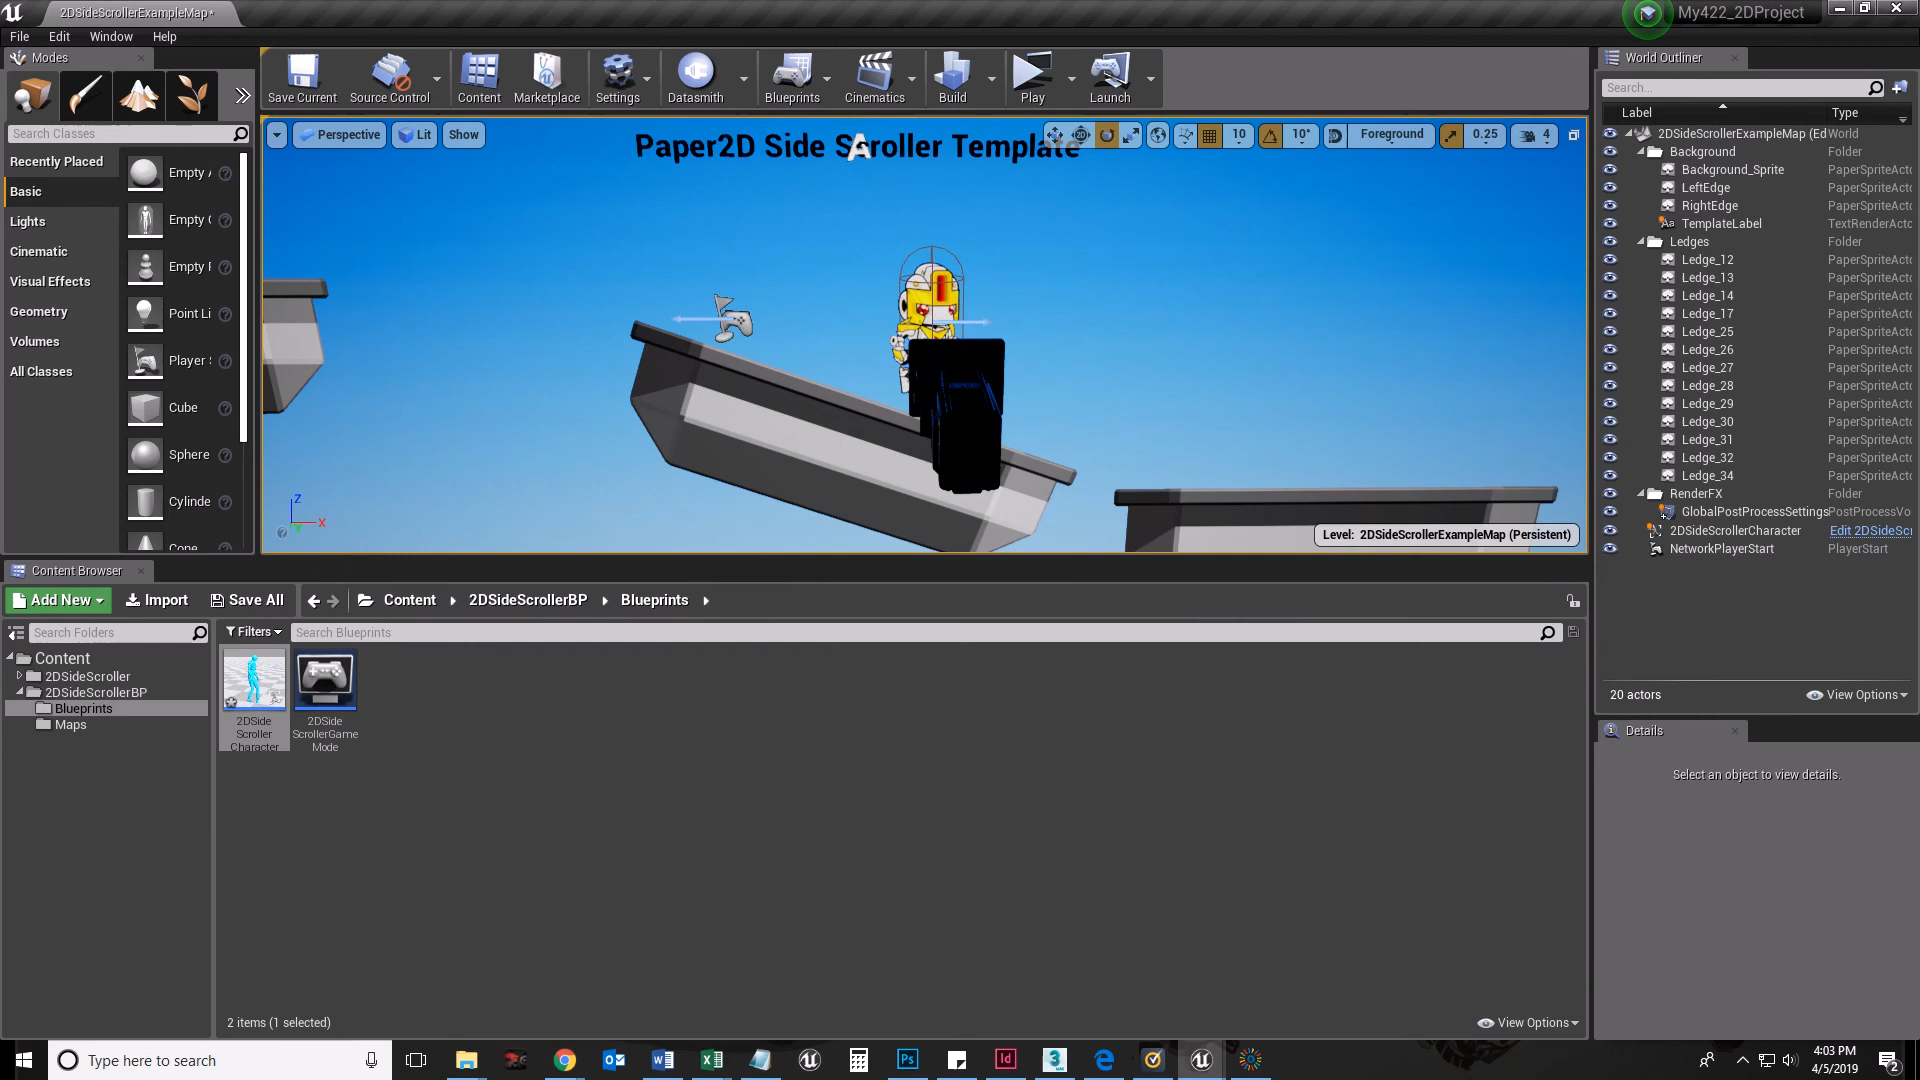 2DSideScrollerExampleMap*
My422_2DProject
File Edit Window Help
Modes
World Outliner
Save Current
Source Control
Content
Marketplace
Settings
Datasmith
Blueprints
Cinematics
Build
Play
Launch
Search...
Label Type
Search Classes
Perspective
Lit
Show
10
10°
Foreground
0.25
4
Paper2D Side Scroller Template
Recently Placed
Basic
Lights
Cinematic
Visual Effects
Geometry
Volumes
All Classes
Empty
Empty
Empty
Point Li
Player
Cube
Sphere
Cylinde
Cone
Z
X
Y
Level: 2DSideScrollerExampleMap (Persistent)
2DSideScrollerExampleMap (Ed World
Background Folder
Background_Sprite PaperSpriteActo
LeftEdge PaperSpriteActo
RightEdge PaperSpriteActo
Aa TemplateLabel TextRenderActo
Ledges Folder
Ledge_12 PaperSpriteActo
Ledge_13 PaperSpriteActo
Ledge_14 PaperSpriteActo
Ledge_17 PaperSpriteActo
Ledge_25 PaperSpriteActo
Ledge_26 PaperSpriteActo
Ledge_27 PaperSpriteActo
Ledge_28 PaperSpriteActo
Ledge_29 PaperSpriteActo
Ledge_30 PaperSpriteActo
Ledge_31 PaperSpriteActo
Ledge_32 PaperSpriteActo
Ledge_34 PaperSpriteActo
RenderFX Folder
GlobalPostProcessSettings PostProcessVo
2DSideScrollerCharacter Edit 2DSideScr
NetworkPlayerStart PlayerStart
20 actors
View Options
Details
Select an object to view details.
Content Browser
Add New
Import
Save All
Content
2DSideScrollerBP
Blueprints
Search Folders
Filters
Search Blueprints
Content
2DSideScroller
2DSideScrollerBP
Blueprints
Maps
2DSide
Scroller
Character
2DSide
ScrollerGame
Mode
2 items (1 selected)
View Options
Type here to search
Ps
Id
3
4:03 PM
4/5/2019
2